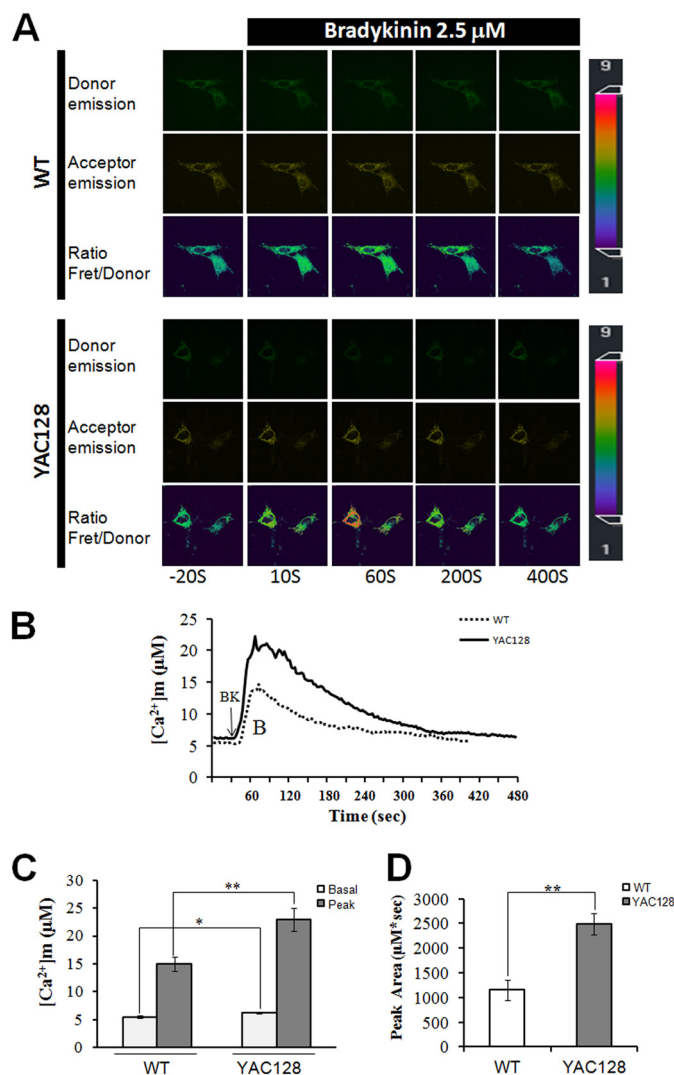 A
Bradykinin 2.5 μM
WT
Donor
emission
Acceptor
emission
Ratio
Fret/Donor
9
1
YAC128
Donor
emission
Acceptor
emission
Ratio
Fret/Donor
9
1
-20S 10S 60S 200S 400S
B
[Ca²⁺]m (μM)
25
20
15
10
5
0
BK
B
WT
YAC128
60 120 180 240 300 360 420 480
Time (sec)
C
[Ca²⁺]m (μM)
30
25
20
15
10
5
0
Basal
Peak
**
*
WT YAC128
D
Peak Area (μM*sec)
3000
2500
2000
1500
1000
500
0
WT
YAC128
**
WT YAC128